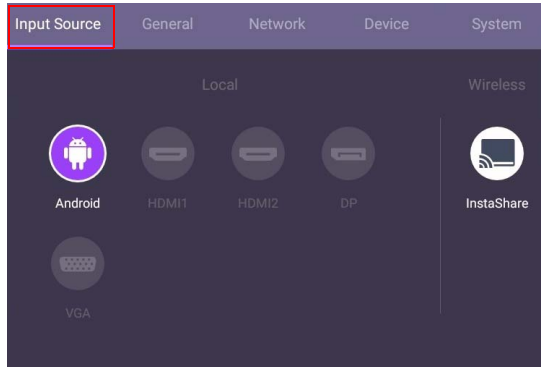 Input Source General Network Device System
Local Wireless
Android HDMI1 HDMI2 DP InstaShare
VGA